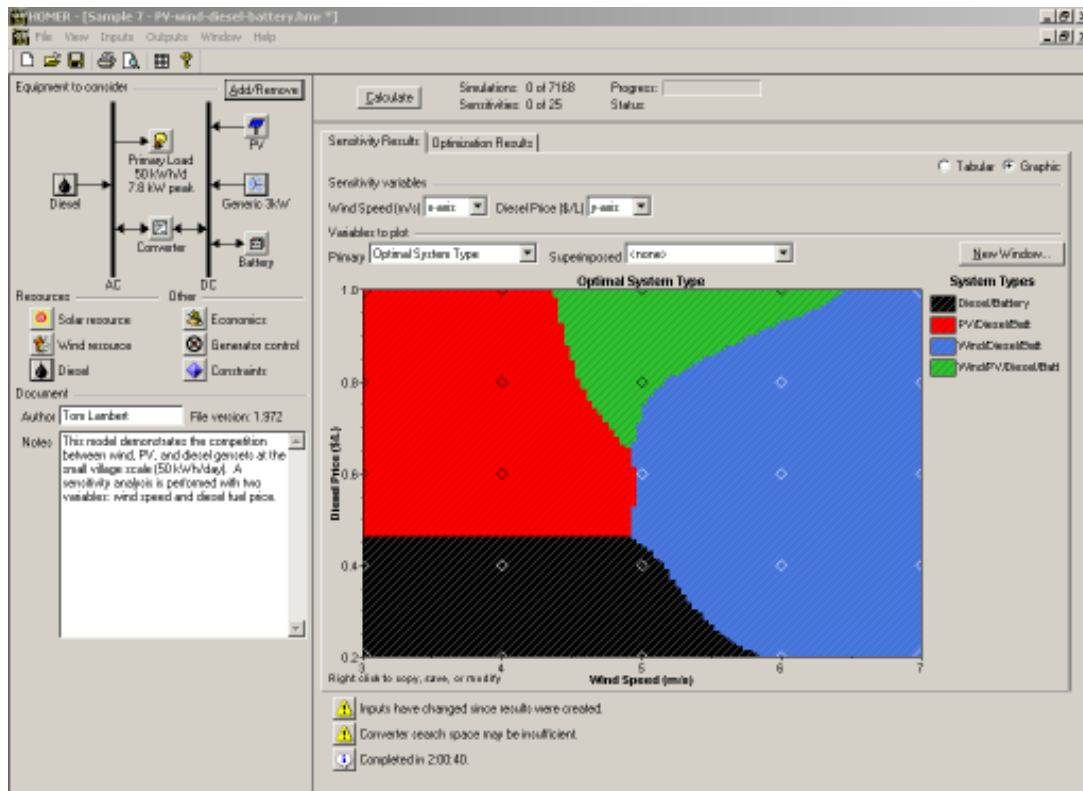 HOMER - [Sample 7 - PV-wind-diesel-battery.hmr *]
File View Inputs Outputs Window Help
Equipment to consider
Add/Remove
Calculate
Simulations: 0 of 7168
Progress:
Sensitivities: 0 of 25
Status:
PV
Primary Load
50 kWh/d
7.8 kW peak
Diesel
Generic 3kW
Converter
Battery
AC
DC
Resources
Other
Solar resource
Economics
Wind resource
Generator control
Diesel
Constraints
Document
Author
Tom Lambert
File version: 1.972
Notes
This model demonstrates the competition
between wind, PV, and diesel gensets at the
small village scale (50 kWh/day). A
sensitivity analysis is performed with two
variables: wind speed and diesel fuel price.
Sensitivity Results
Optimization Results
Tabular
Graphic
Sensitivity variables
Wind Speed (m/s)
x-axis
Diesel Price ($/L)
y-axis
Variables to plot
Primary
Optimal System Type
Superimposed
<none>
New Window...
Optimal System Type
System Types
Diesel/Battery
PV/Diesel/Batt
Wind/Diesel/Batt
Wind/PV/Diesel/Batt
Diesel Price ($/L)
1.0
0.8
0.6
0.4
0.2
3
4
5
6
7
Right click to copy, save, or modify
Wind Speed (m/s)
Inputs have changed since results were created.
Converter search space may be insufficient.
Completed in 2:00:40.